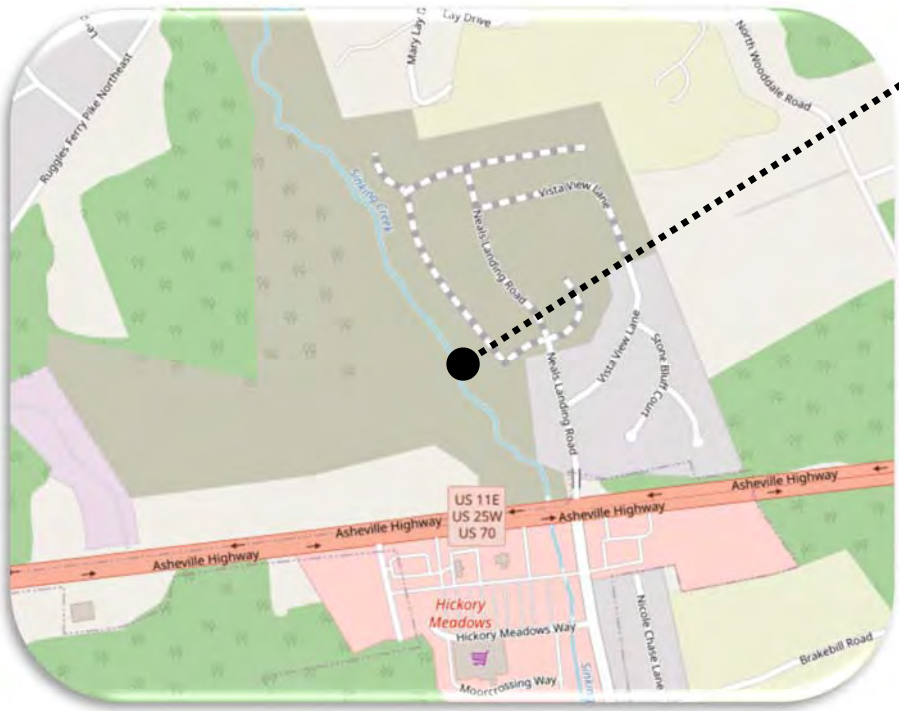 Lay Drive
Mary Lay
North Wooddale Road
Ruggles Ferry Pike Northeast
Sinking Creek
Vista View Lane
Neals Landing Road
Vista View Lane
Stone Bluff Court
Neals Landing Road
US 11E
US 25W
US 70
Asheville Highway
Asheville Highway
Asheville Highway
Asheville Highway
Hickory
Meadows
Hickory Meadows Way
Nicole Chase Lane
Brakebill Road
Moorcrossing Way